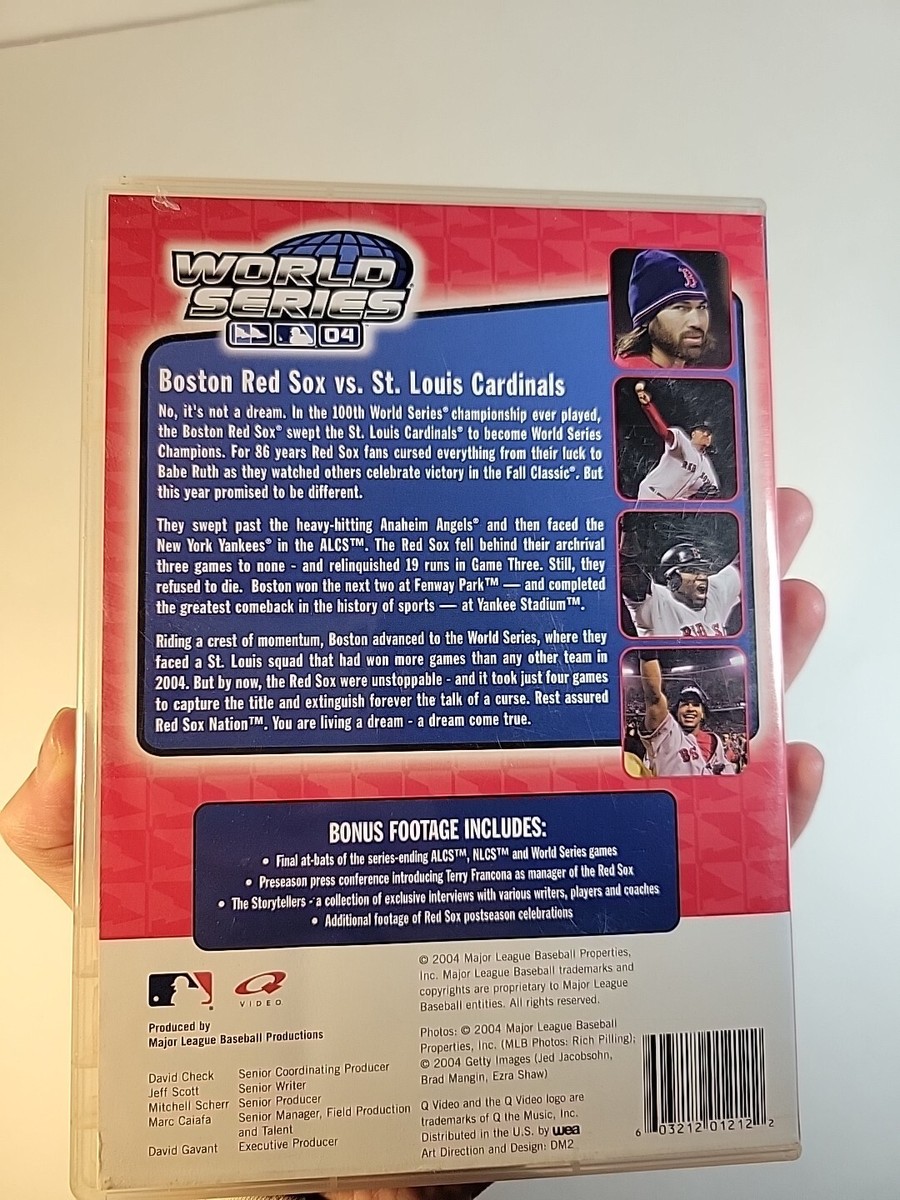 WORLD
SERIES
04
Boston Red Sox vs. St. Louis Cardinals
No, it's not a dream. In the 100th World Series® championship ever played,
the Boston Red Sox® swept the St. Louis Cardinals® to become World Series
Champions. For 86 years Red Sox fans cursed everything from their luck to
Babe Ruth as they watched others celebrate victory in the Fall Classic®. But
this year promised to be different.
They swept past the heavy-hitting Anaheim Angels® and then faced the
New York Yankees® in the ALCS™. The Red Sox fell behind their archrival
three games to none - and relinquished 19 runs in Game Three. Still, they
refused to die. Boston won the next two at Fenway Park™ — and completed
the greatest comeback in the history of sports — at Yankee Stadium™.
Riding a crest of momentum, Boston advanced to the World Series, where they
faced a St. Louis squad that had won more games than any other team in
2004. But by now, the Red Sox were unstoppable - and it took just four games
to capture the title and extinguish forever the talk of a curse. Rest assured
Red Sox Nation™. You are living a dream - a dream come true.
B
RED SO
RED S
BONUS FOOTAGE INCLUDES:
• Final at-bats of the series-ending ALCS™, NLCS™ and World Series games
• Preseason press conference introducing Terry Francona as manager of the Red Sox
• The Storytellers - a collection of exclusive interviews with various writers, players and coaches
• Additional footage of Red Sox postseason celebrations
Q
VIDEO
Produced by
Major League Baseball Productions
David Check Senior Coordinating Producer
Jeff Scott Senior Writer
Mitchell Scherr Senior Producer
Marc Caiafa Senior Manager, Field Production
and Talent
David Gavant Executive Producer
© 2004 Major League Baseball Properties,
Inc. Major League Baseball trademarks and
copyrights are proprietary to Major League
Baseball entities. All rights reserved.
Photos: © 2004 Major League Baseball
Properties, Inc. (MLB Photos: Rich Pilling);
© 2004 Getty Images (Jed Jacobsohn,
Brad Mangin, Ezra Shaw)
Q Video and the Q Video logo are
trademarks of Q the Music, Inc.
Distributed in the U.S. by wea
Art Direction and Design: DM2
6 03212 01212 2